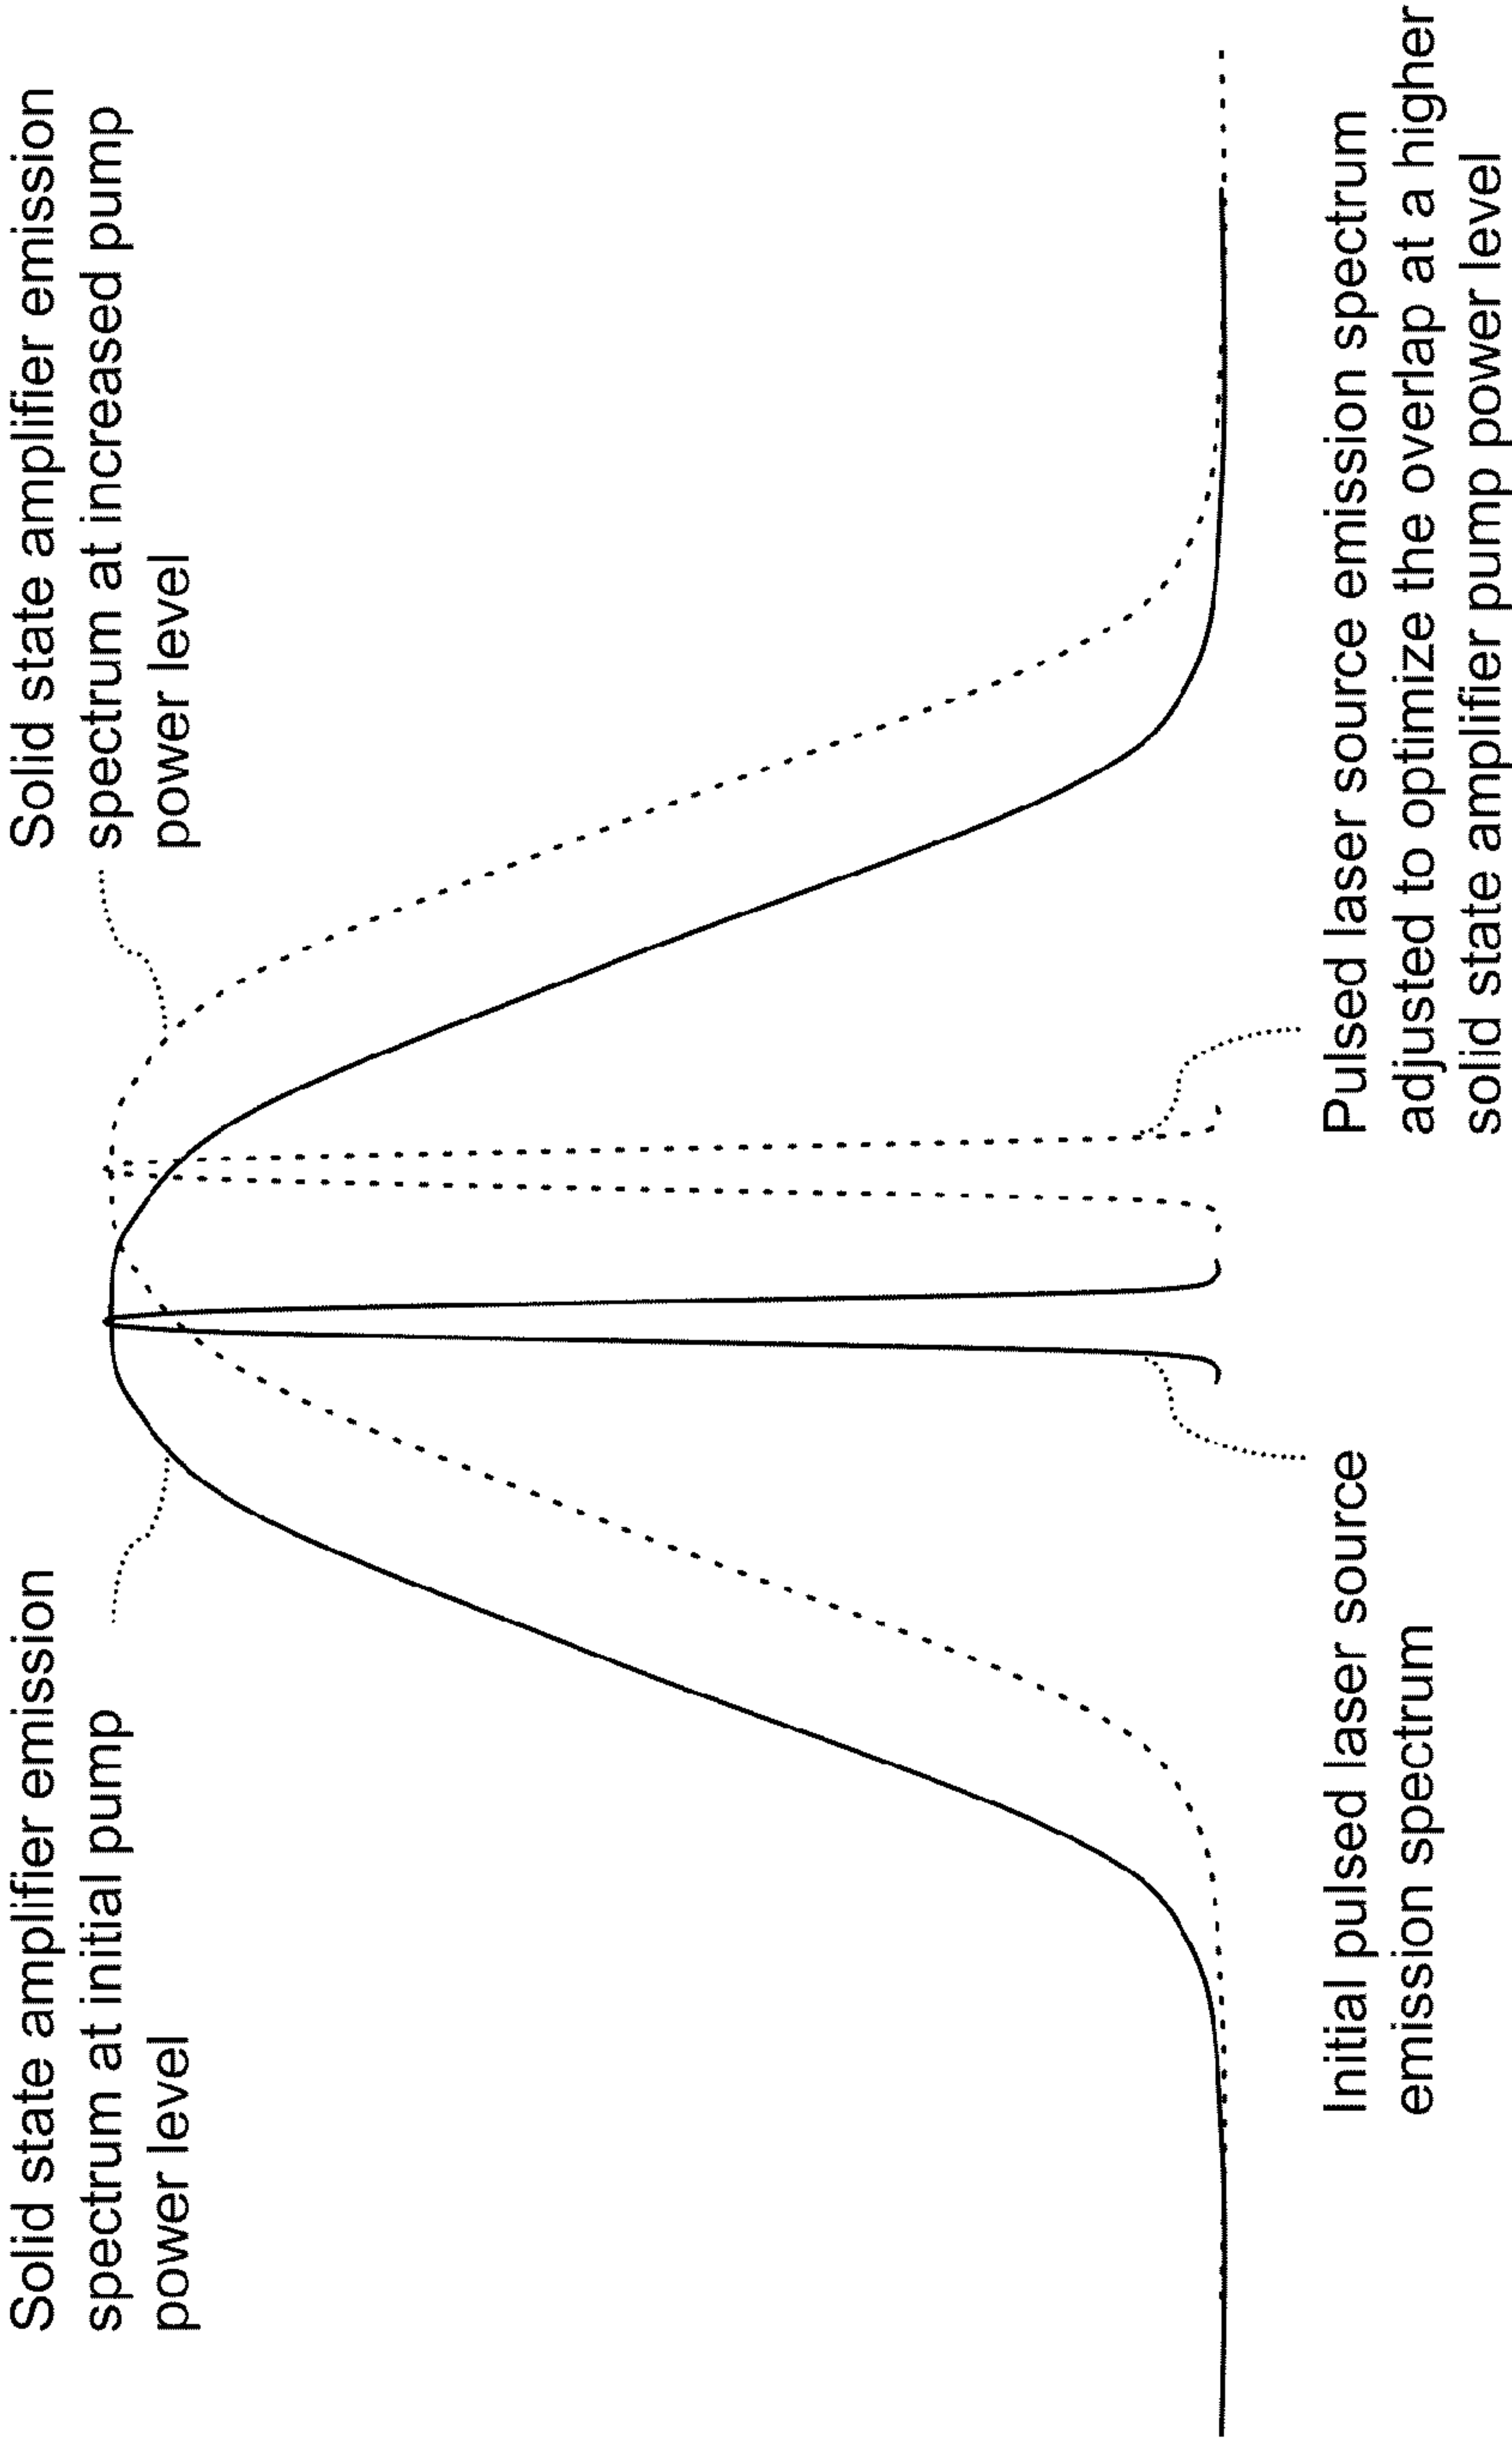 Solid state amplifier emission
spectrum at initial pump
power level
Solid state amplifier emission
spectrum at increased pump
power level
Initial pulsed laser source
emission spectrum
Pulsed laser source emission spectrum
adjusted to optimize the overlap at a higher
solid state amplifier pump power level